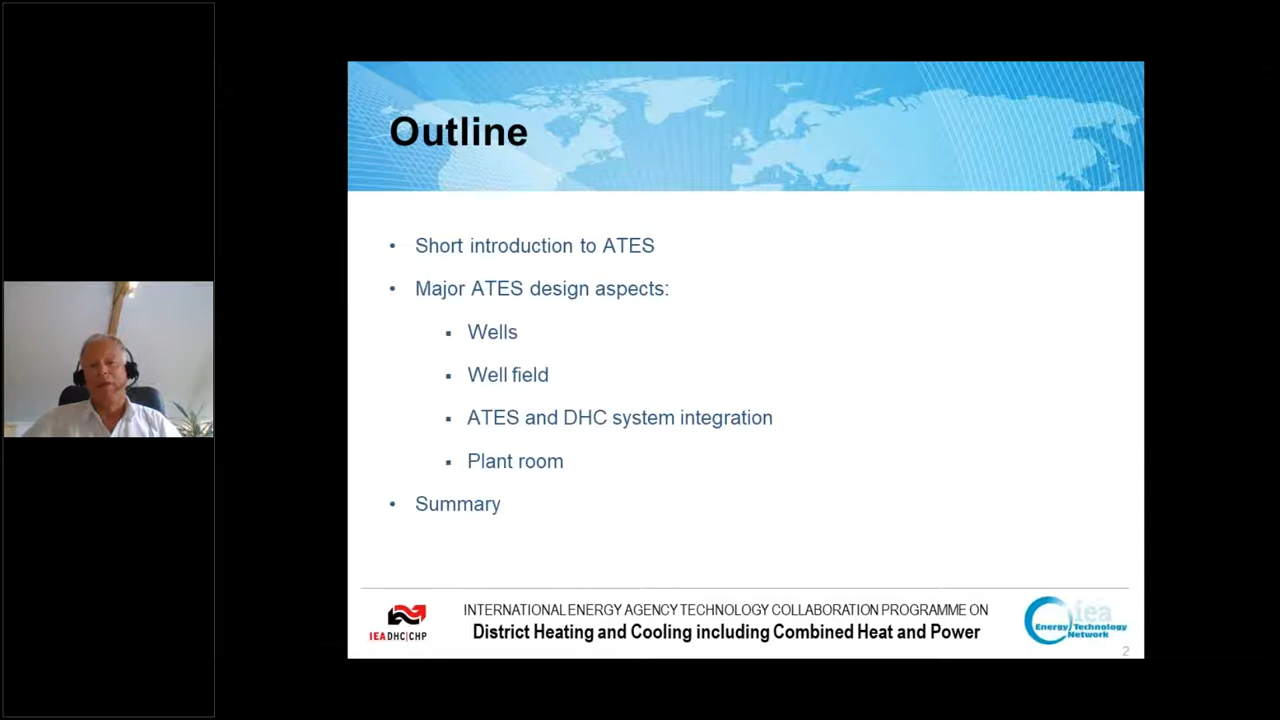 Outline
• Short introduction to ATES
• Major ATES design aspects:
▪ Wells
▪ Well field
▪ ATES and DHC system integration
▪ Plant room
• Summary
IEA DHC|CHP
INTERNATIONAL ENERGY AGENCY TECHNOLOGY COLLABORATION PROGRAMME ON
District Heating and Cooling including Combined Heat and Power
iea
Energy Technology
Network
2